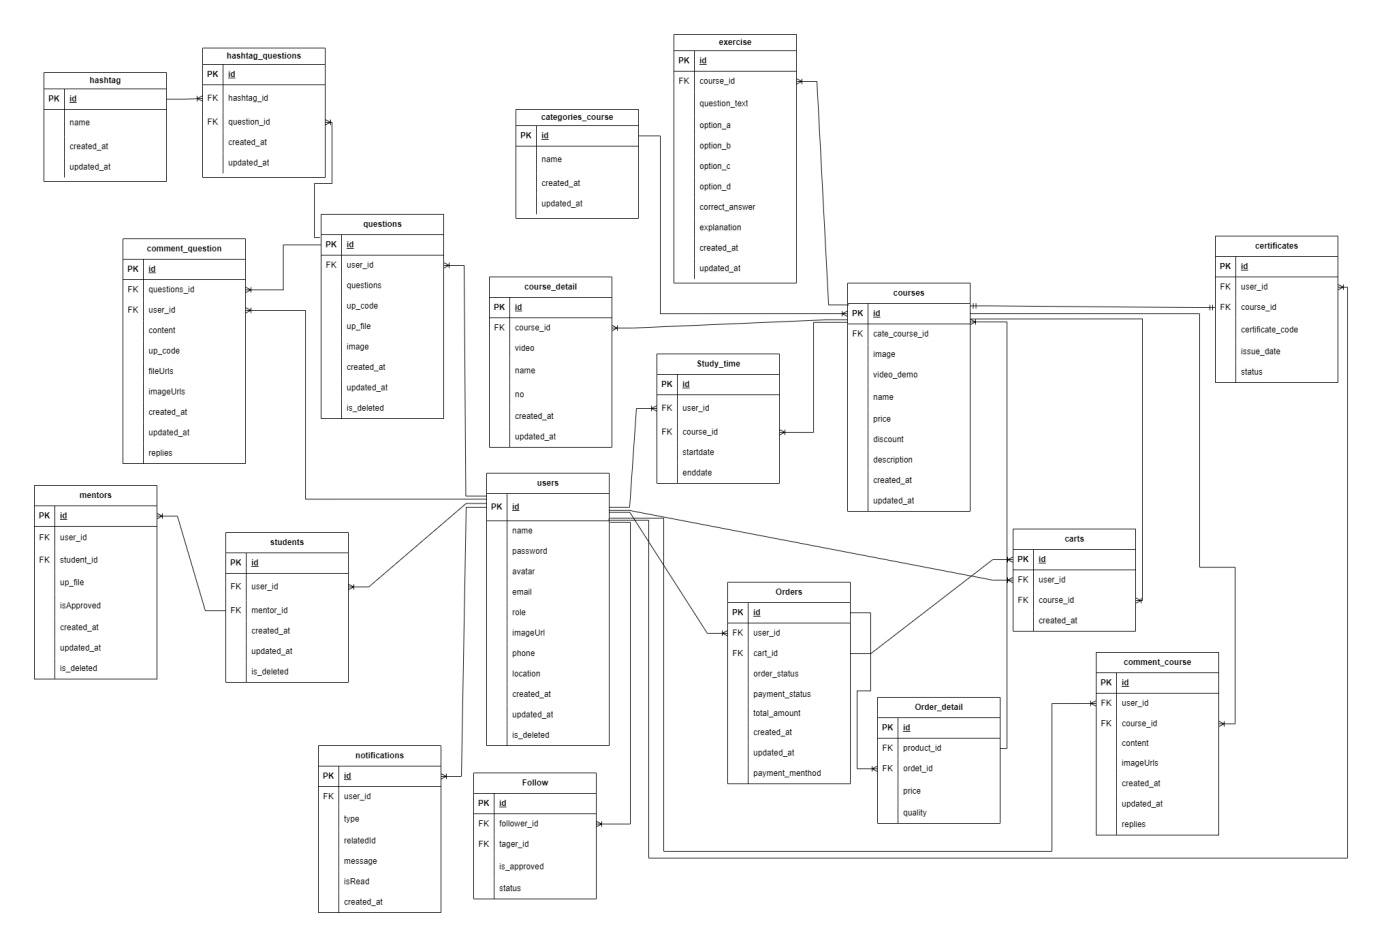 hashtag
PK id
name
created_at
updated_at
hashtag_questions
PK id
FK hashtag_id
FK question_id
created_at
updated_at
exercise
PK id
FK course_id
question_text
option_a
option_b
option_c
option_d
correct_answer
explanation
created_at
updated_at
categories_course
PK id
name
created_at
updated_at
questions
PK id
FK user_id
questions
up_code
up_file
image
created_at
updated_at
is_deleted
comment_question
PK id
FK questions_id
FK user_id
content
up_code
fileUrls
imageUrls
created_at
updated_at
replies
course_detail
PK id
FK course_id
video
name
no
created_at
updated_at
courses
PK id
FK cate_course_id
image
video_demo
name
price
discount
description
created_at
updated_at
certificates
PK id
FK user_id
FK course_id
certificate_code
issue_date
status
Study_time
PK id
FK user_id
FK course_id
startdate
enddate
users
PK id
name
password
avatar
email
role
imageUrl
phone
location
created_at
updated_at
is_deleted
mentors
PK id
FK user_id
FK student_id
up_file
isApproved
created_at
updated_at
is_deleted
students
PK id
FK user_id
FK mentor_id
created_at
updated_at
is_deleted
carts
PK id
FK user_id
FK course_id
created_at
Orders
PK id
FK user_id
FK cart_id
order_status
payment_status
total_amount
created_at
updated_at
payment_menthod
Order_detail
PK id
FK product_id
FK ordet_id
price
quality
comment_course
PK id
FK user_id
FK course_id
content
imageUrls
created_at
updated_at
replies
notifications
PK id
FK user_id
type
relatedId
message
isRead
created_at
Follow
PK id
FK follower_id
FK tager_id
is_approved
status